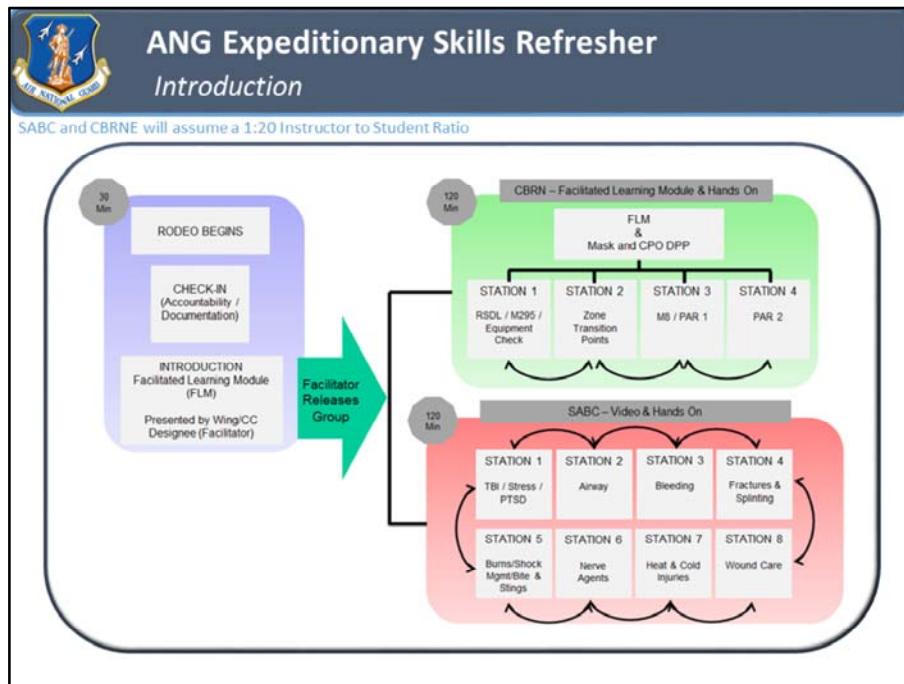 ANG Expeditionary Skills Refresher
Introduction
AIR NATIONAL GUARD
SABC and CBRNE will assume a 1:20 Instructor to Student Ratio
30
Min
RODEO BEGINS
CHECK-IN
(Accountability /
Documentation)
INTRODUCTION
Facilitated Learning Module
(FLM)
Presented by Wing/CC
Designee (Facilitator)
Facilitator
Releases
Group
120
Min
CBRN – Facilitated Learning Module & Hands On
FLM
&
Mask and CPO DPP
STATION 1
RSDL / M295 /
Equipment
Check
STATION 2
Zone
Transition
Points
STATION 3
M8 / PAR 1
STATION 4
PAR 2
120
Min
SABC – Video & Hands On
STATION 1
TBI / Stress /
PTSD
STATION 2
Airway
STATION 3
Bleeding
STATION 4
Fractures &
Splinting
STATION 5
Burns/Shock
Mgmt/Bite &
Stings
STATION 6
Nerve
Agents
STATION 7
Heat & Cold
Injuries
STATION 8
Wound Care